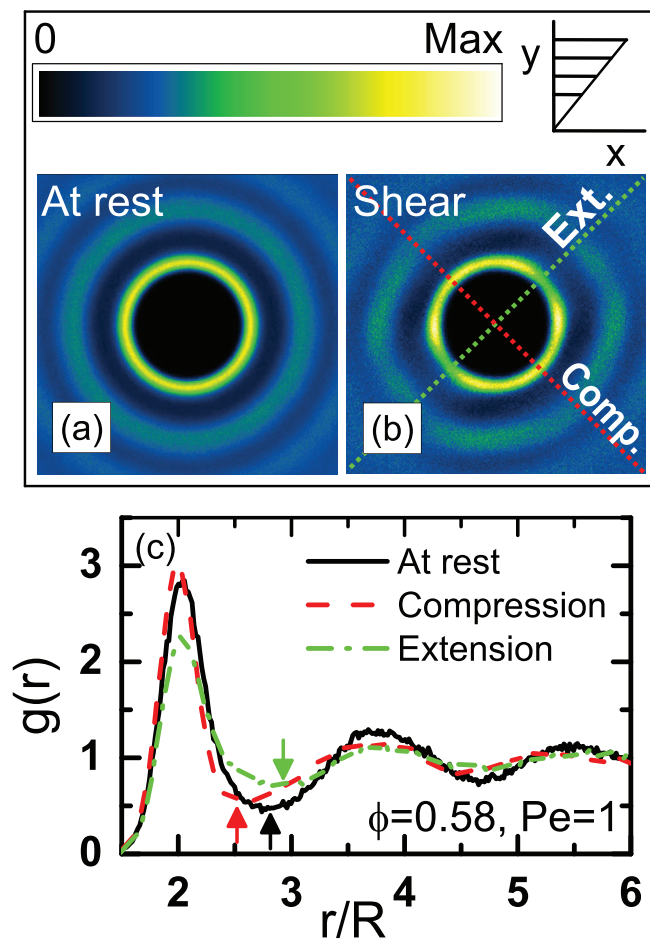 0 Max
y
x
At rest
Shear
Ext.
Comp.
(a)
(b)
(c)
At rest
Compression
Extension
ϕ=0.58, Pe=1
g(r)
3
2
1
0
2 3 4 5 6
r/R